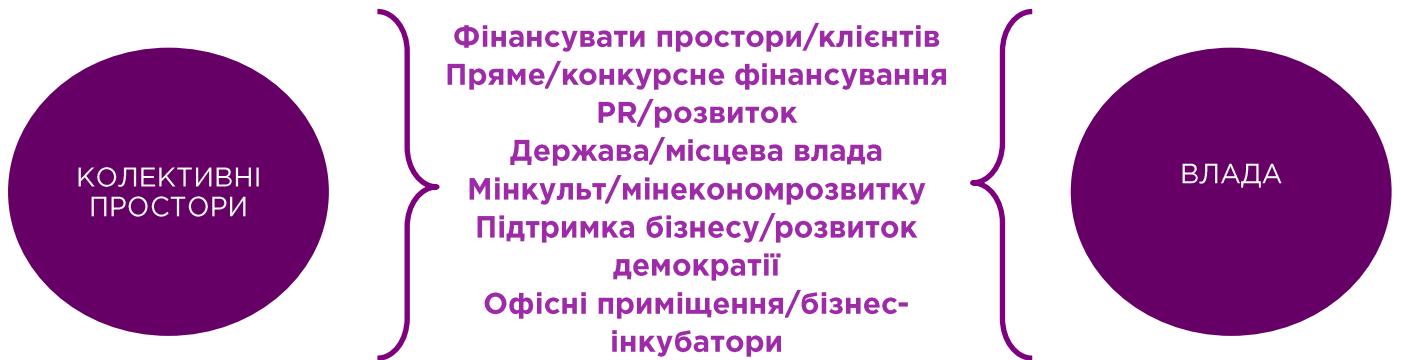 КОЛЕКТИВНІ
ПРОСТОРИ
Фінансувати простори/клієнтів
Пряме/конкурсне фінансування
PR/розвиток
Держава/місцева влада
Мінкульт/мінекономрозвитку
Підтримка бізнесу/розвиток
демократії
Офісні приміщення/бізнес-
інкубатори
ВЛАДА